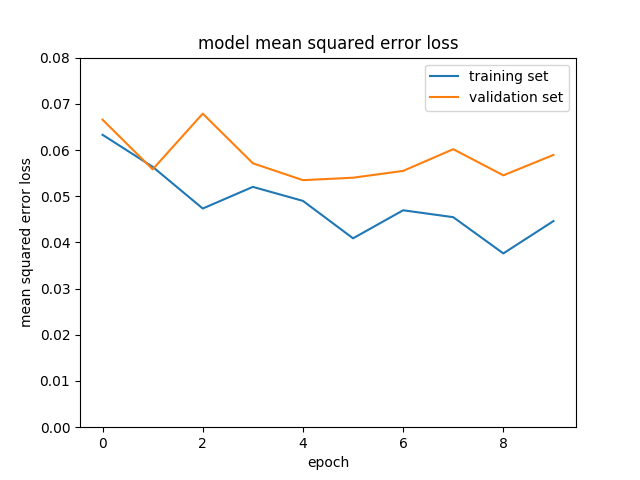 model mean squared error loss
0.08
0.07
0.06
0.05
0.04
0.03
0.02
0.01
0.00
mean squared error loss
training set
validation set
0
2
4
6
8
epoch